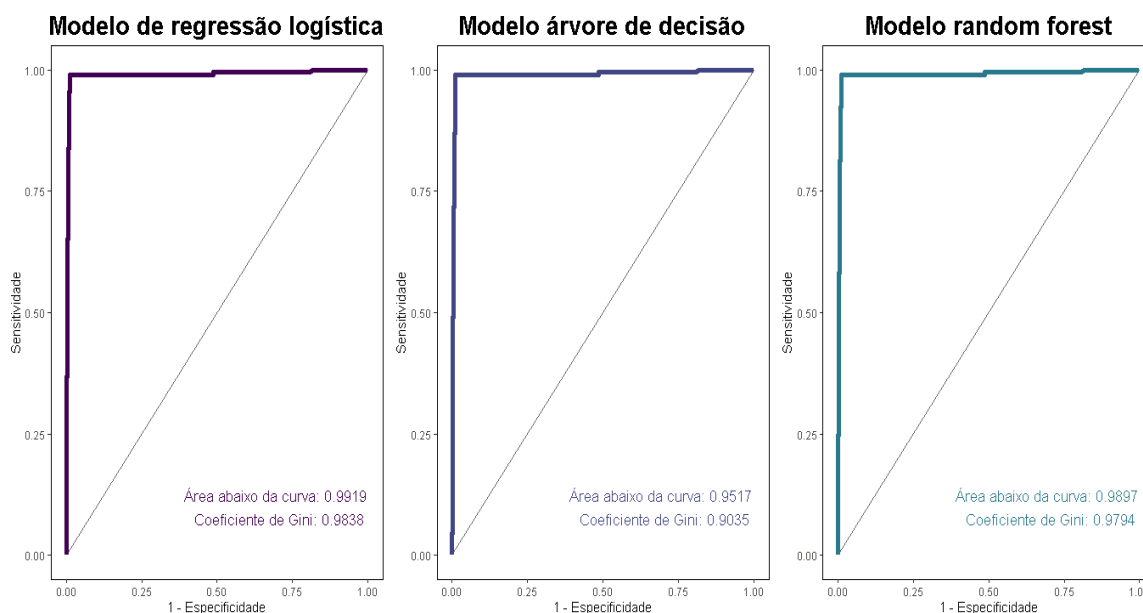 Modelo de regressão logística
1.00
0.75
0.50
0.25
0.00
Sensitividade
Área abaixo da curva: 0.9919
Coeficiente de Gini: 0.9838
0.00 0.25 0.50 0.75 1.00
1 - Especificidade
Modelo árvore de decisão
1.00
0.75
0.50
0.25
0.00
Sensitividade
Área abaixo da curva: 0.9517
Coeficiente de Gini: 0.9035
0.00 0.25 0.50 0.75 1.00
1 - Especificidade
Modelo random forest
1.00
0.75
0.50
0.25
0.00
Sensitividade
Área abaixo da curva: 0.9897
Coeficiente de Gini: 0.9794
0.00 0.25 0.50 0.75 1.00
1 - Especificidade